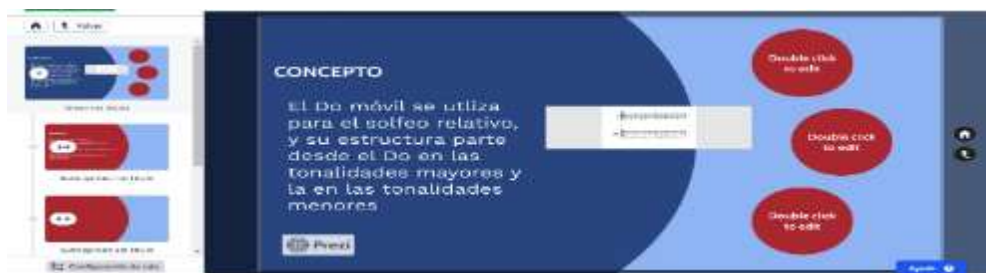 Volver
CONCEPTO
El Do móvil se utliza
para el solfeo relativo,
y su estructura parte
desde el Do en las
tonalidades mayores y
la en las tonalidades
menores
Prezi
Double click
to edit
Double click
to edit
Double click
to edit
Ayuda